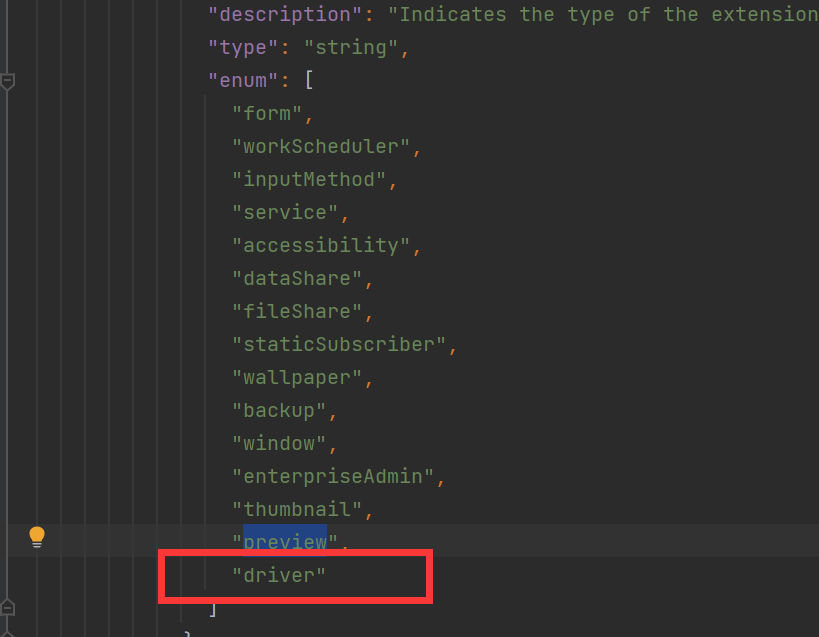 "description": "Indicates the type of the extension
"type": "string",
"enum": [
"form",
"workScheduler",
"inputMethod",
"service",
"accessibility",
"dataShare",
"fileShare",
"staticSubscriber",
"wallpaper",
"backup",
"window",
"enterpriseAdmin",
"thumbnail",
"preview",
"driver"
]
}